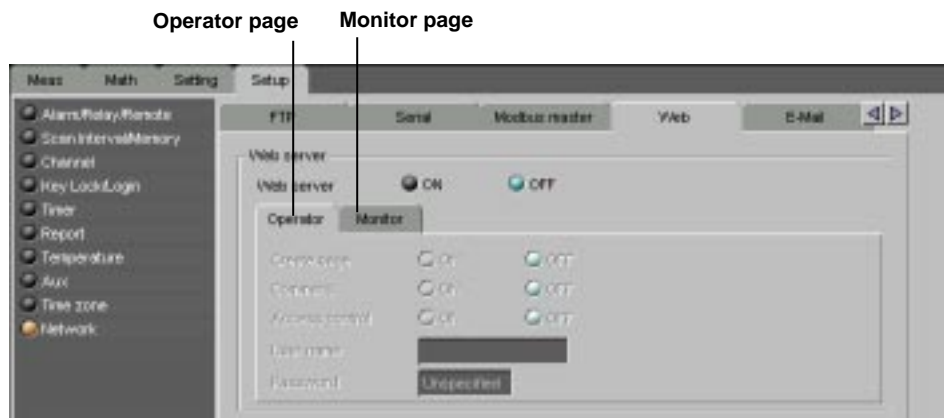 Operator page Monitor page
Meas Math Setting Setup
Alarm/Relay/Remote
Scan Interval/Memory
Channel
Key Lock/Login
Timer
Report
Temperature
Aux
Time zone
Network
FTP Serial Modbus master Web E-Mail
Web server
Web server ON OFF
Operator Monitor
Create page On OFF
Comment On OFF
Access control On OFF
User name
Password Unspecified